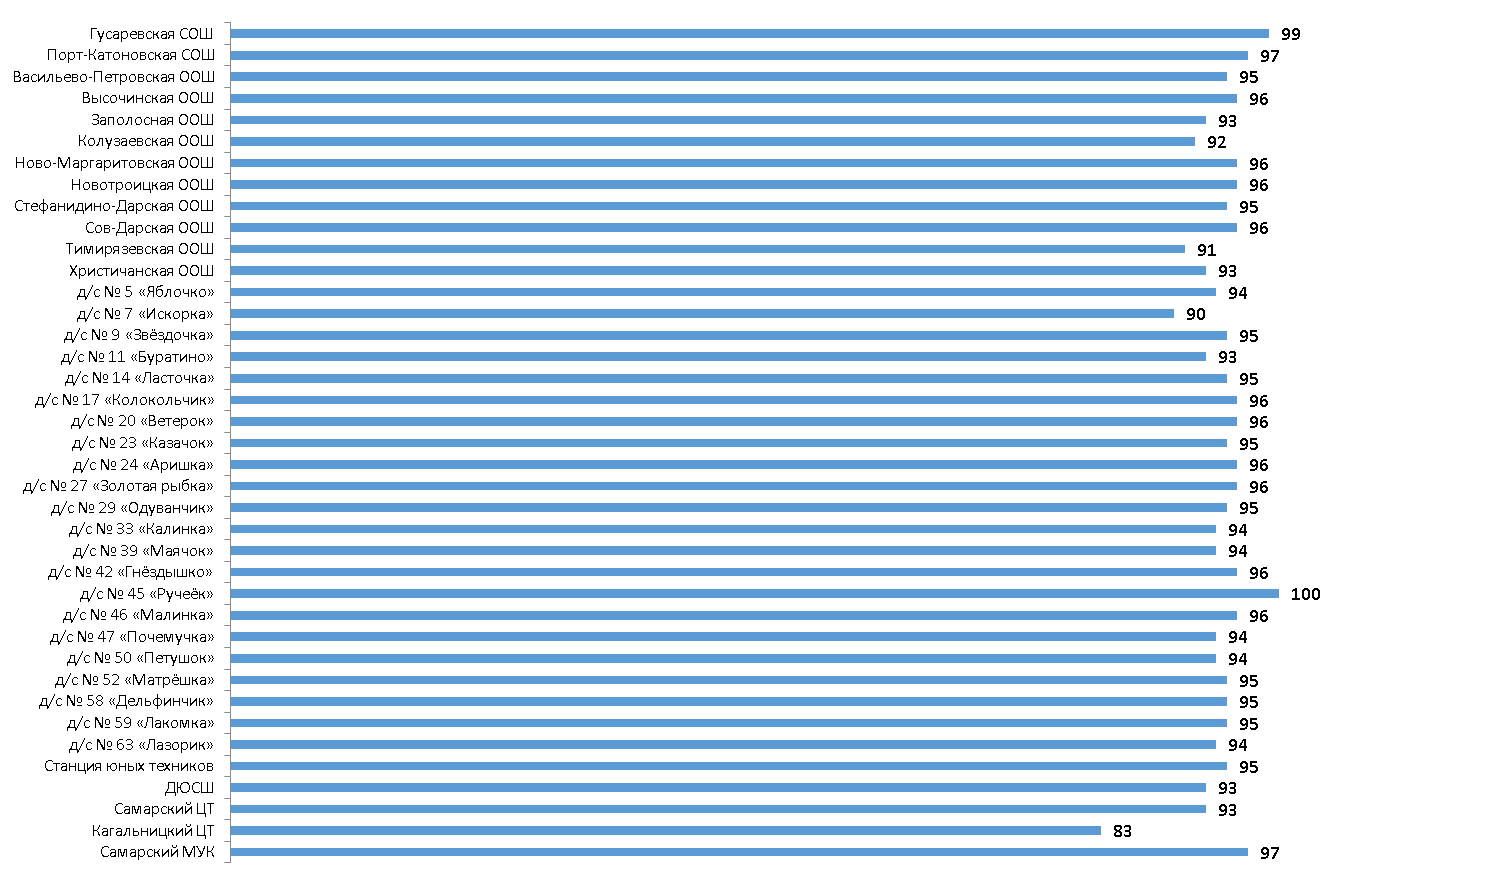 Гусаревская СОШ 99
Порт-Катоновская СОШ 97
Васильево-Петровская ООШ 95
Высочинская ООШ 96
Заполосная ООШ 93
Колузаевская ООШ 92
Ново-Маргаритовская ООШ 96
Новотроицкая ООШ 96
Стефанидино-Дарская ООШ 95
Сов-Дарская ООШ 96
Тимирязевская ООШ 91
Христичанская ООШ 93
д/с № 5 «Яблочко» 94
д/с № 7 «Искорка» 90
д/с № 9 «Звёздочка» 95
д/с № 11 «Буратино» 93
д/с № 14 «Ласточка» 95
д/с № 17 «Колокольчик» 96
д/с № 20 «Ветерок» 96
д/с № 23 «Казачок» 95
д/с № 24 «Аришка» 96
д/с № 27 «Золотая рыбка» 96
д/с № 29 «Одуванчик» 95
д/с № 33 «Калинка» 94
д/с № 39 «Маячок» 94
д/с № 42 «Гнёздышко» 96
д/с № 45 «Ручеёк» 100
д/с № 46 «Малинка» 96
д/с № 47 «Почемучка» 94
д/с № 50 «Петушок» 94
д/с № 52 «Матрёшка» 95
д/с № 58 «Дельфинчик» 95
д/с № 59 «Лакомка» 95
д/с № 63 «Лазорик» 94
Станция юных техников 95
ДЮСШ 93
Самарский ЦТ 93
Кагальницкий ЦТ 83
Самарский МУК 97